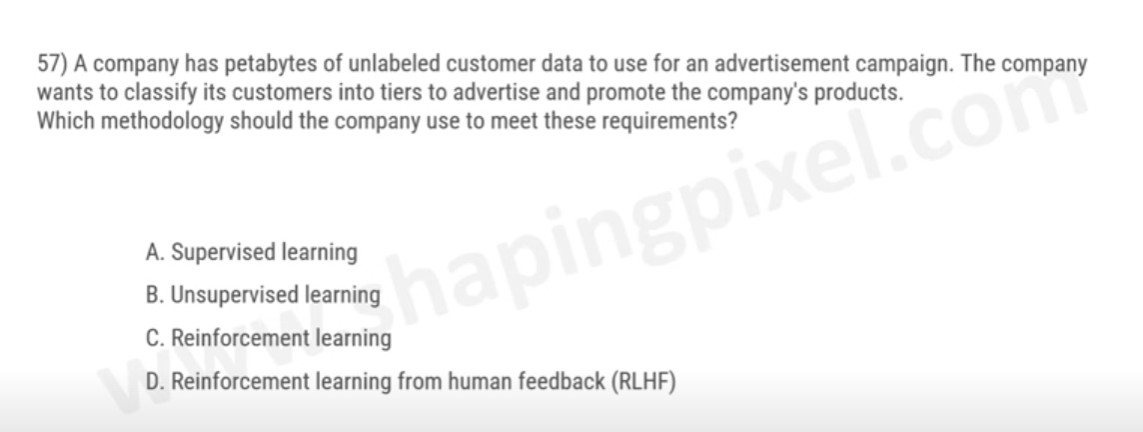 57) A company has petabytes of unlabeled customer data to use for an advertisement campaign. The company
wants to classify its customers into tiers to advertise and promote the company's products.
Which methodology should the company use to meet these requirements?
www.shapingpixel.com
A. Supervised learning
B. Unsupervised learning
C. Reinforcement learning
D. Reinforcement learning from human feedback (RLHF)